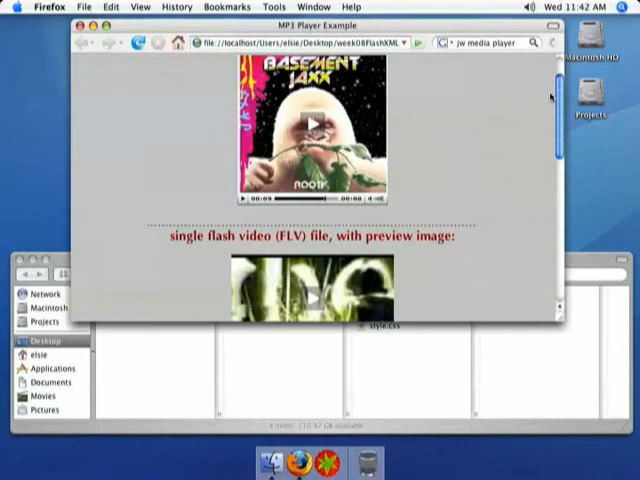 Firefox File Edit View History Bookmarks Tools Window Help Wed 11:42 AM
MP3 Player Example
file://localhost/Users/elsie/Desktop/week08FlashXML
jw media player
Macintosh HD
BASEMENT
JAXX
Projects
ROOTY
00:09 00:60
single flash video (FLV) file, with preview image:
Network
Macintosh
Projects
style.css
Desktop
elsie
Applications
Documents
Movies
Pictures
4 items, 210.97 GB available